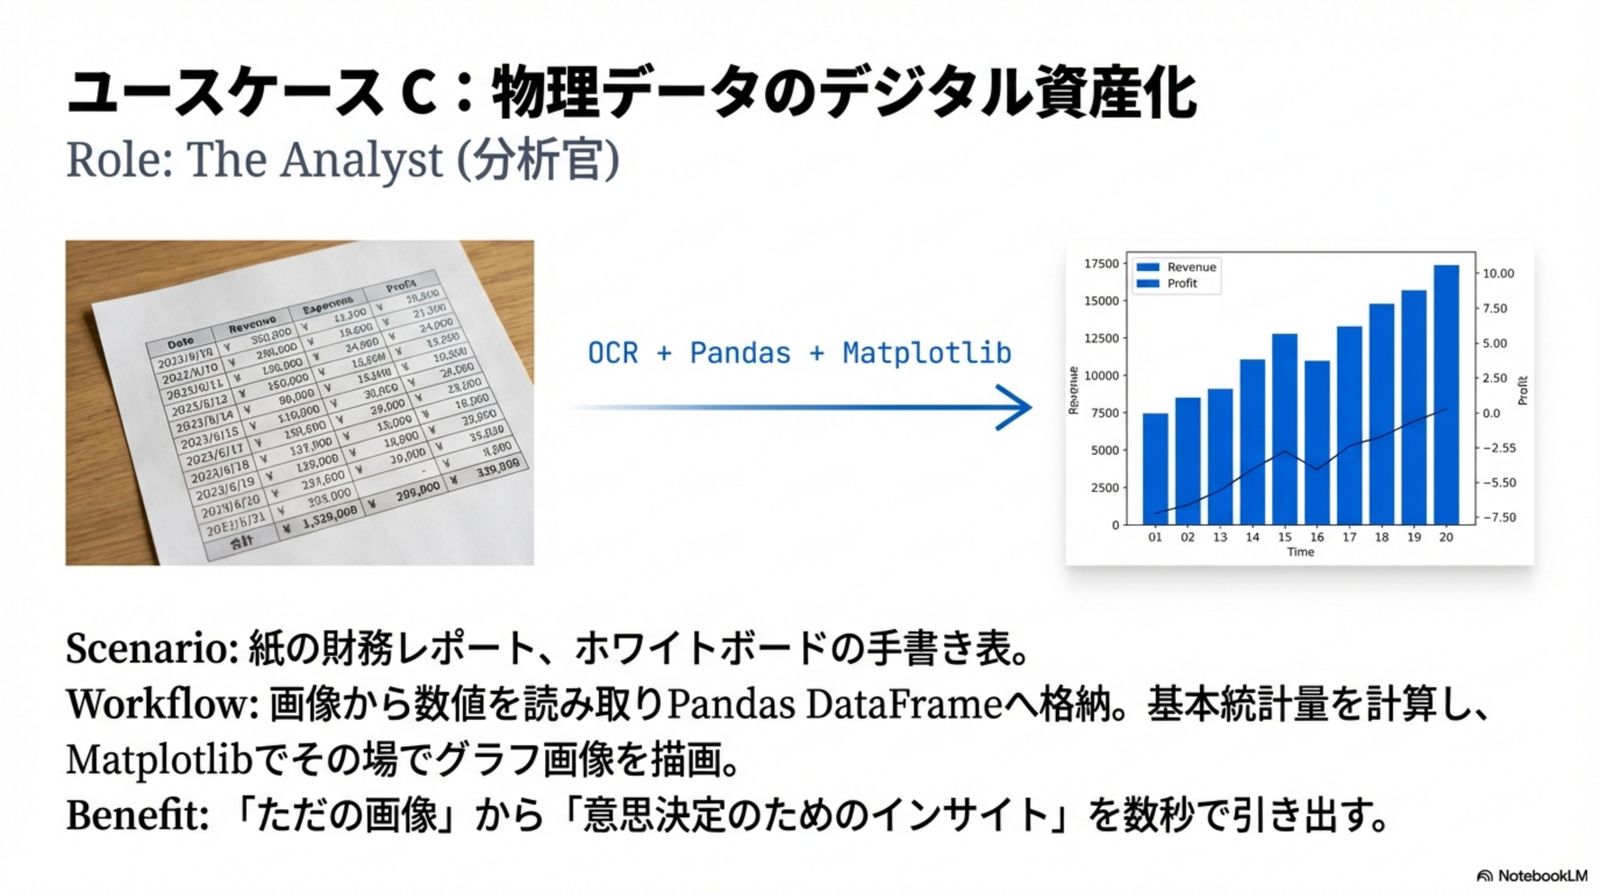 ユースケース C：物理データのデジタル資産化
Role: The Analyst (分析官)
Date Revenue Expenses Profit
合計 ¥ 1,529,000 ¥ 299,000 ¥ 339,800
OCR + Pandas + Matplotlib
Revenue
Profit
17500
15000
12500
10000
7500
5000
2500
0
Revenue
10.00
7.50
5.00
2.50
0.0
−2.55
−5.50
−7.50
Profit
01 02 13 14 15 16 17 18 19 20
Time
Scenario: 紙の財務レポート、ホワイトボードの手書き表。
Workflow: 画像から数値を読み取りPandas DataFrameへ格納。基本統計量を計算し、
Matplotlibでその場でグラフ画像を描画。
Benefit: 「ただの画像」から「意思決定のためのインサイト」を数秒で引き出す。
NotebookLM